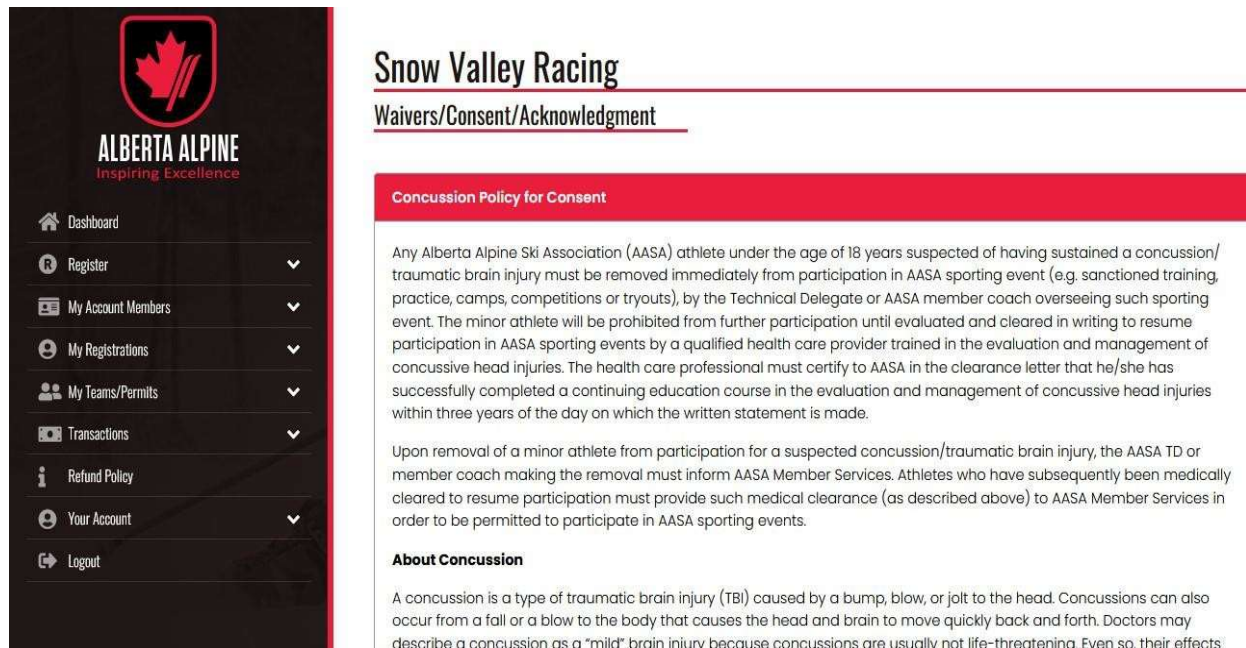 ALBERTA ALPINE
Inspiring Excellence
Dashboard
Register
My Account Members
My Registrations
My Teams/Permits
Transactions
Refund Policy
Your Account
Logout
Snow Valley Racing
Waivers/Consent/Acknowledgment
Concussion Policy for Consent
Any Alberta Alpine Ski Association (AASA) athlete under the age of 18 years suspected of having sustained a concussion/
traumatic brain injury must be removed immediately from participation in AASA sporting event (e.g. sanctioned training,
practice, camps, competitions or tryouts), by the Technical Delegate or AASA member coach overseeing such sporting
event. The minor athlete will be prohibited from further participation until evaluated and cleared in writing to resume
participation in AASA sporting events by a qualified health care provider trained in the evaluation and management of
concussive head injuries. The health care professional must certify to AASA in the clearance letter that he/she has
successfully completed a continuing education course in the evaluation and management of concussive head injuries
within three years of the day on which the written statement is made.
Upon removal of a minor athlete from participation for a suspected concussion/traumatic brain injury, the AASA TD or
member coach making the removal must inform AASA Member Services. Athletes who have subsequently been medically
cleared to resume participation must provide such medical clearance (as described above) to AASA Member Services in
order to be permitted to participate in AASA sporting events.
About Concussion
A concussion is a type of traumatic brain injury (TBI) caused by a bump, blow, or jolt to the head. Concussions can also
occur from a fall or a blow to the body that causes the head and brain to move quickly back and forth. Doctors may
describe a concussion as a "mild" brain injury because concussions are usually not life-threatening. Even so, their effects